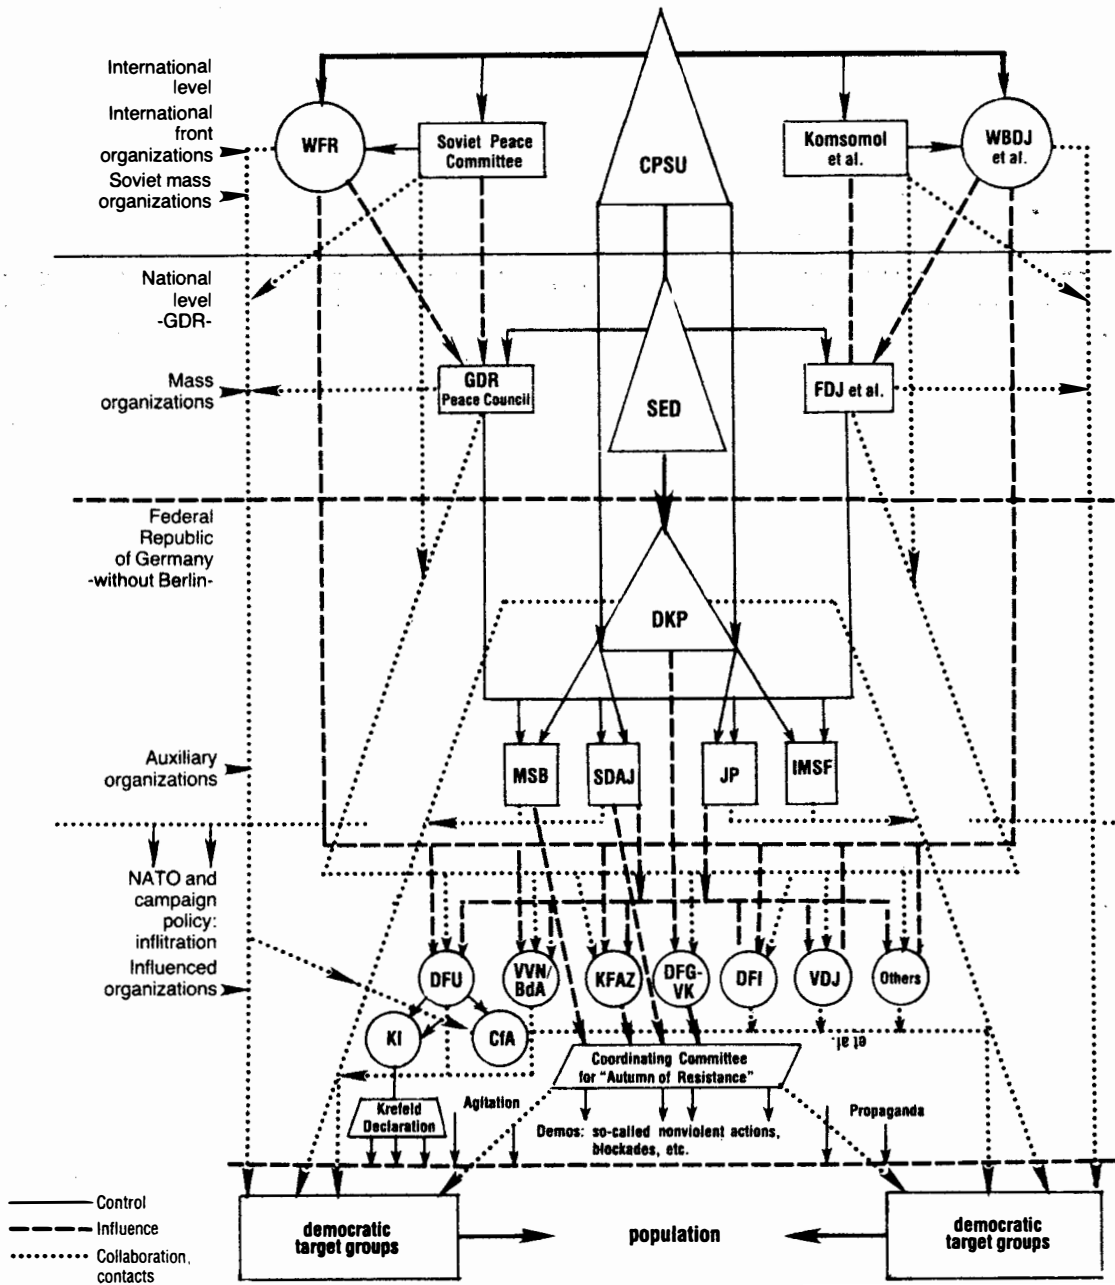 International
level
International
front
organizations
Soviet mass
organizations
WFR
Soviet Peace
Committee
CPSU
Komsomol
et al.
WBDJ
et al.
National
level
-GDR-
Mass
organizations
GDR
Peace Council
SED
FDJ et al.
Federal
Republic
of Germany
-without Berlin-
DKP
Auxiliary
organizations
MSB
SDAJ
JP
IMSF
NATO and
campaign
policy:
inflitration
Influenced
organizations
DFU
VVN/
BdA
KFAZ
DFG-
VK
DFI
VDJ
Others
KI
CfA
et al.
Coordinating Committee
for "Autumn of Resistance"
Krefeld
Declaration
Agitation
Propaganda
Demos: so-called nonviolent actions,
blockades, etc.
Control
Influence
Collaboration,
contacts
democratic
target groups
population
democratic
target groups